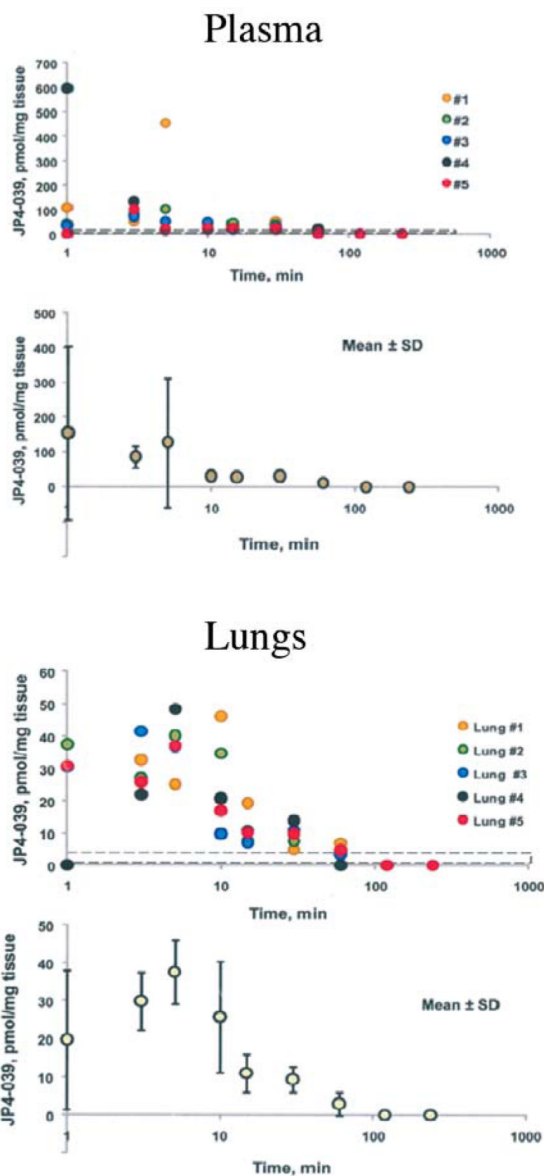 Plasma
JP4-039, pmol/mg tissue
700
600
500
400
300
200
100
0
#1
#2
#3
#4
#5
1
10
100
1000
Time, min
JP4-039, pmol/mg tissue
500
400
300
200
100
0
Mean ± SD
10
100
1000
Time, min
Lungs
JP4-039, pmol/mg tissue
60
50
40
30
20
10
0
Lung #1
Lung #2
Lung #3
Lung #4
Lung #5
1
10
100
1000
Time, min
JP4-039, pmol/mg tissue
50
40
30
20
10
0
Mean ± SD
1
10
100
1000
Time, min